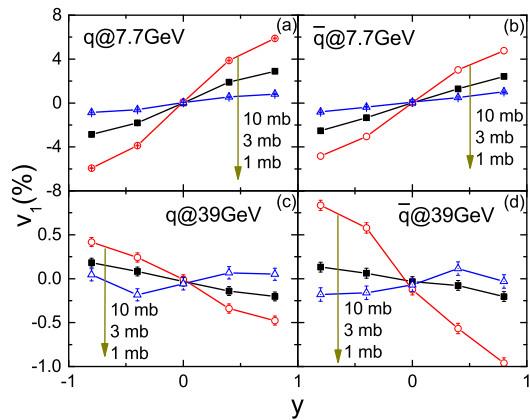 q@7.7GeV (a)
q̅@7.7GeV (b)
8
4
0
-4
-8
10 mb
3 mb
1 mb
10 mb
3 mb
1 mb
v1(%)
q@39GeV (c)
q̅@39GeV (d)
0.5
0.0
-0.5
-1.0
10 mb
3 mb
1 mb
10 mb
3 mb
1 mb
-1 0 1 0 1
y y